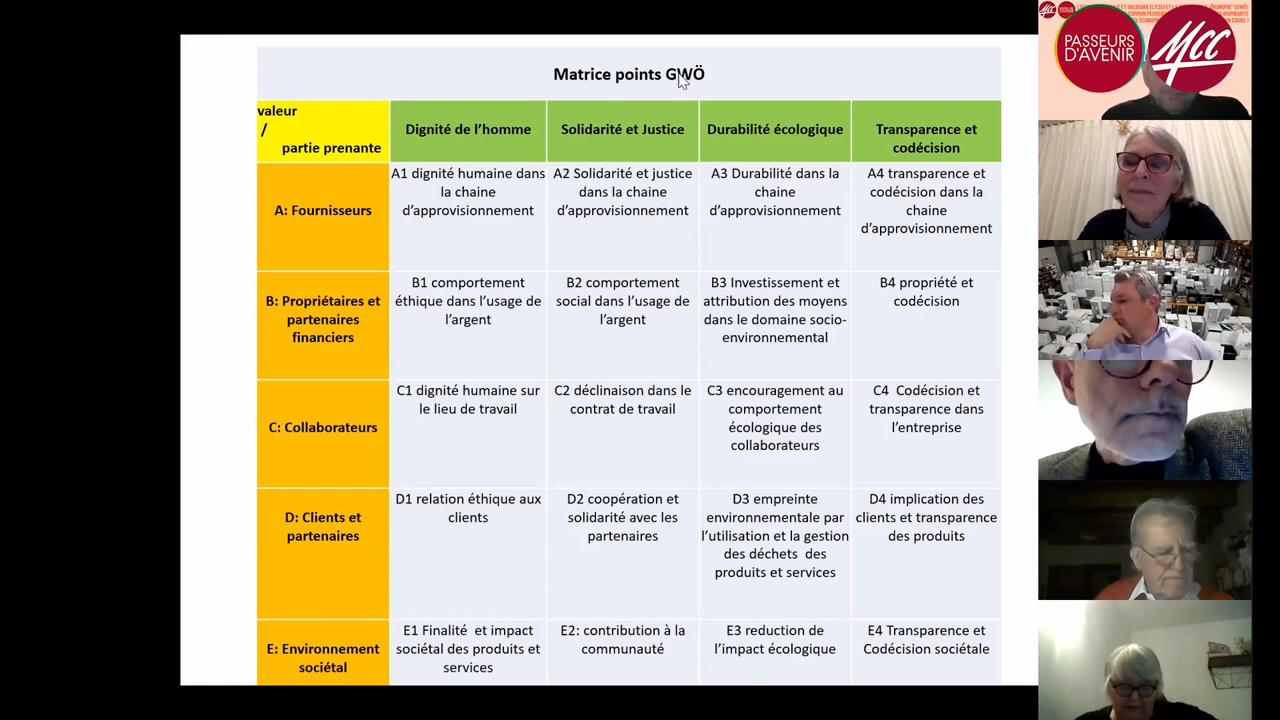 Matrice points GWÖ
valeur
/
partie prenante
Dignité de l’homme
Solidarité et Justice
Durabilité écologique
Transparence et
codécision
A: Fournisseurs
A1 dignité humaine dans
la chaine
d’approvisionnement
A2 Solidarité et justice
dans la chaine
d’approvisionnement
A3 Durabilité dans la
chaine
d’approvisionnement
A4 transparence et
codécision dans la
chaine
d’approvisionnement
B: Propriétaires et
partenaires
financiers
B1 comportement
éthique dans l’usage de
l’argent
B2 comportement
social dans l’usage de
l’argent
B3 Investissement et
attribution des moyens
dans le domaine socio-
environnemental
B4 propriété et
codécision
C: Collaborateurs
C1 dignité humaine sur
le lieu de travail
C2 déclinaison dans le
contrat de travail
C3 encouragement au
comportement
écologique des
collaborateurs
C4  Codécision et
transparence dans
l’entreprise
D: Clients et
partenaires
D1 relation éthique aux
clients
D2 coopération et
solidarité avec les
partenaires
D3 empreinte
environnementale par
l’utilisation et la gestion
des déchets  des
produits et services
D4 implication des
clients et transparence
des produits
E: Environnement
sociétal
E1 Finalité  et impact
sociétal des produits et
services
E2: contribution à la
communauté
E3 reduction de
l’impact écologique
E4 Transparence et
Codécision sociétale
PASSEURS
D'AVENIR
MCC